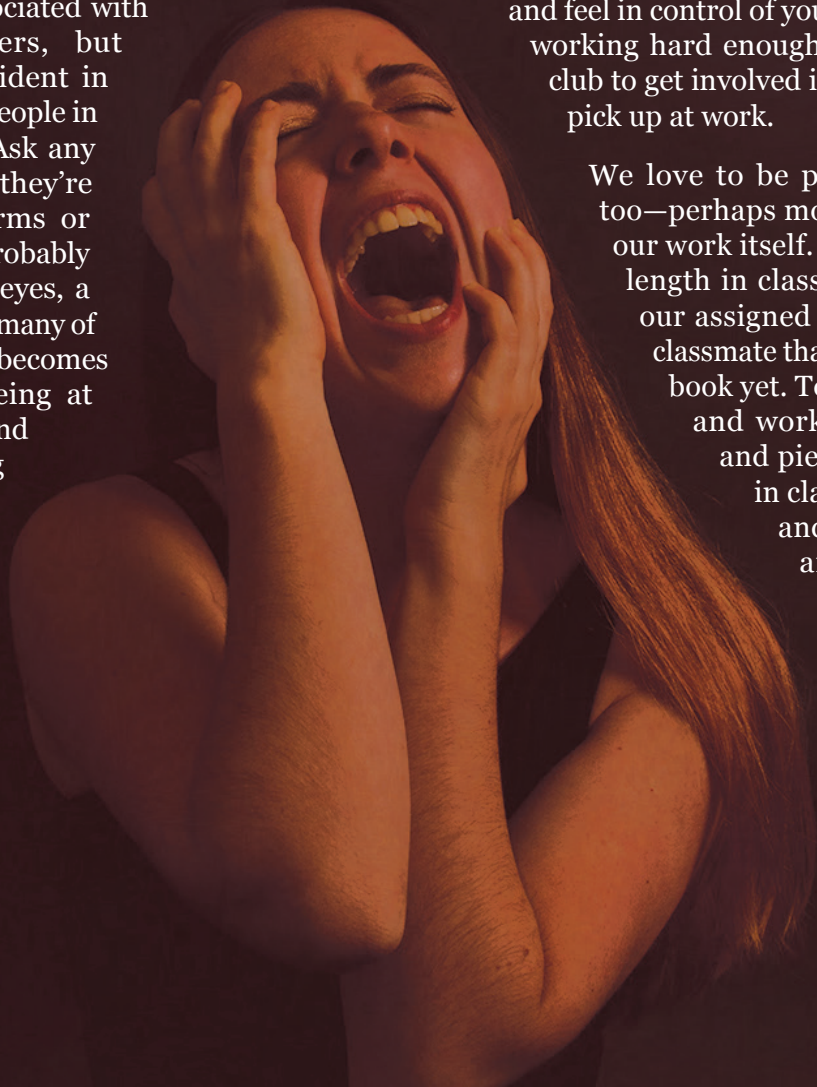 ciated with
ers, but
ident in
eople in
Ask any
they’re
rms or
robably
eyes, a
many of
becomes
eing at
nd
g
and feel in control of you
working hard enough
club to get involved i
pick up at work.
We love to be p
too—perhaps mo
our work itself.
length in class
our assigned
classmate tha
book yet. To
and work
and pie
in cla
and
a